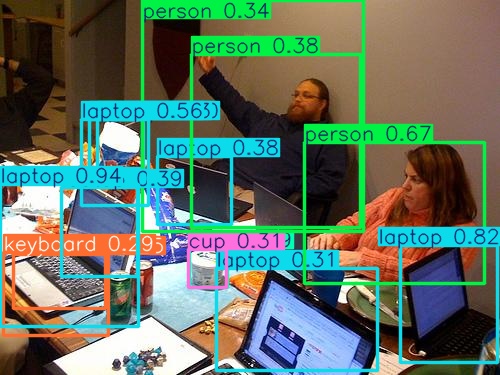 person 0.34
person 0.38
laptop 0.56
laptop 0.38
person 0.67
laptop 0.94
0.39
laptop 0.82
keyboard 0.29
cup 0.31
laptop 0.31